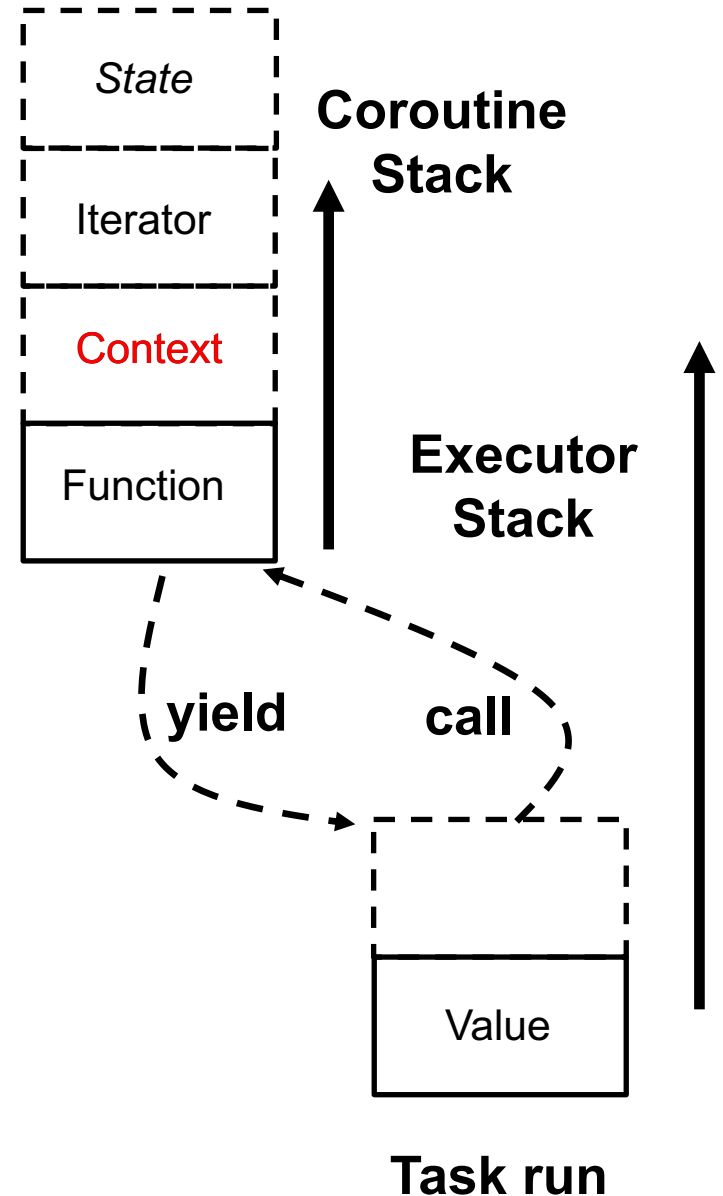 State
Coroutine
Stack
Iterator
Context
Executor
Stack
Function
yield
call
Value
Task run